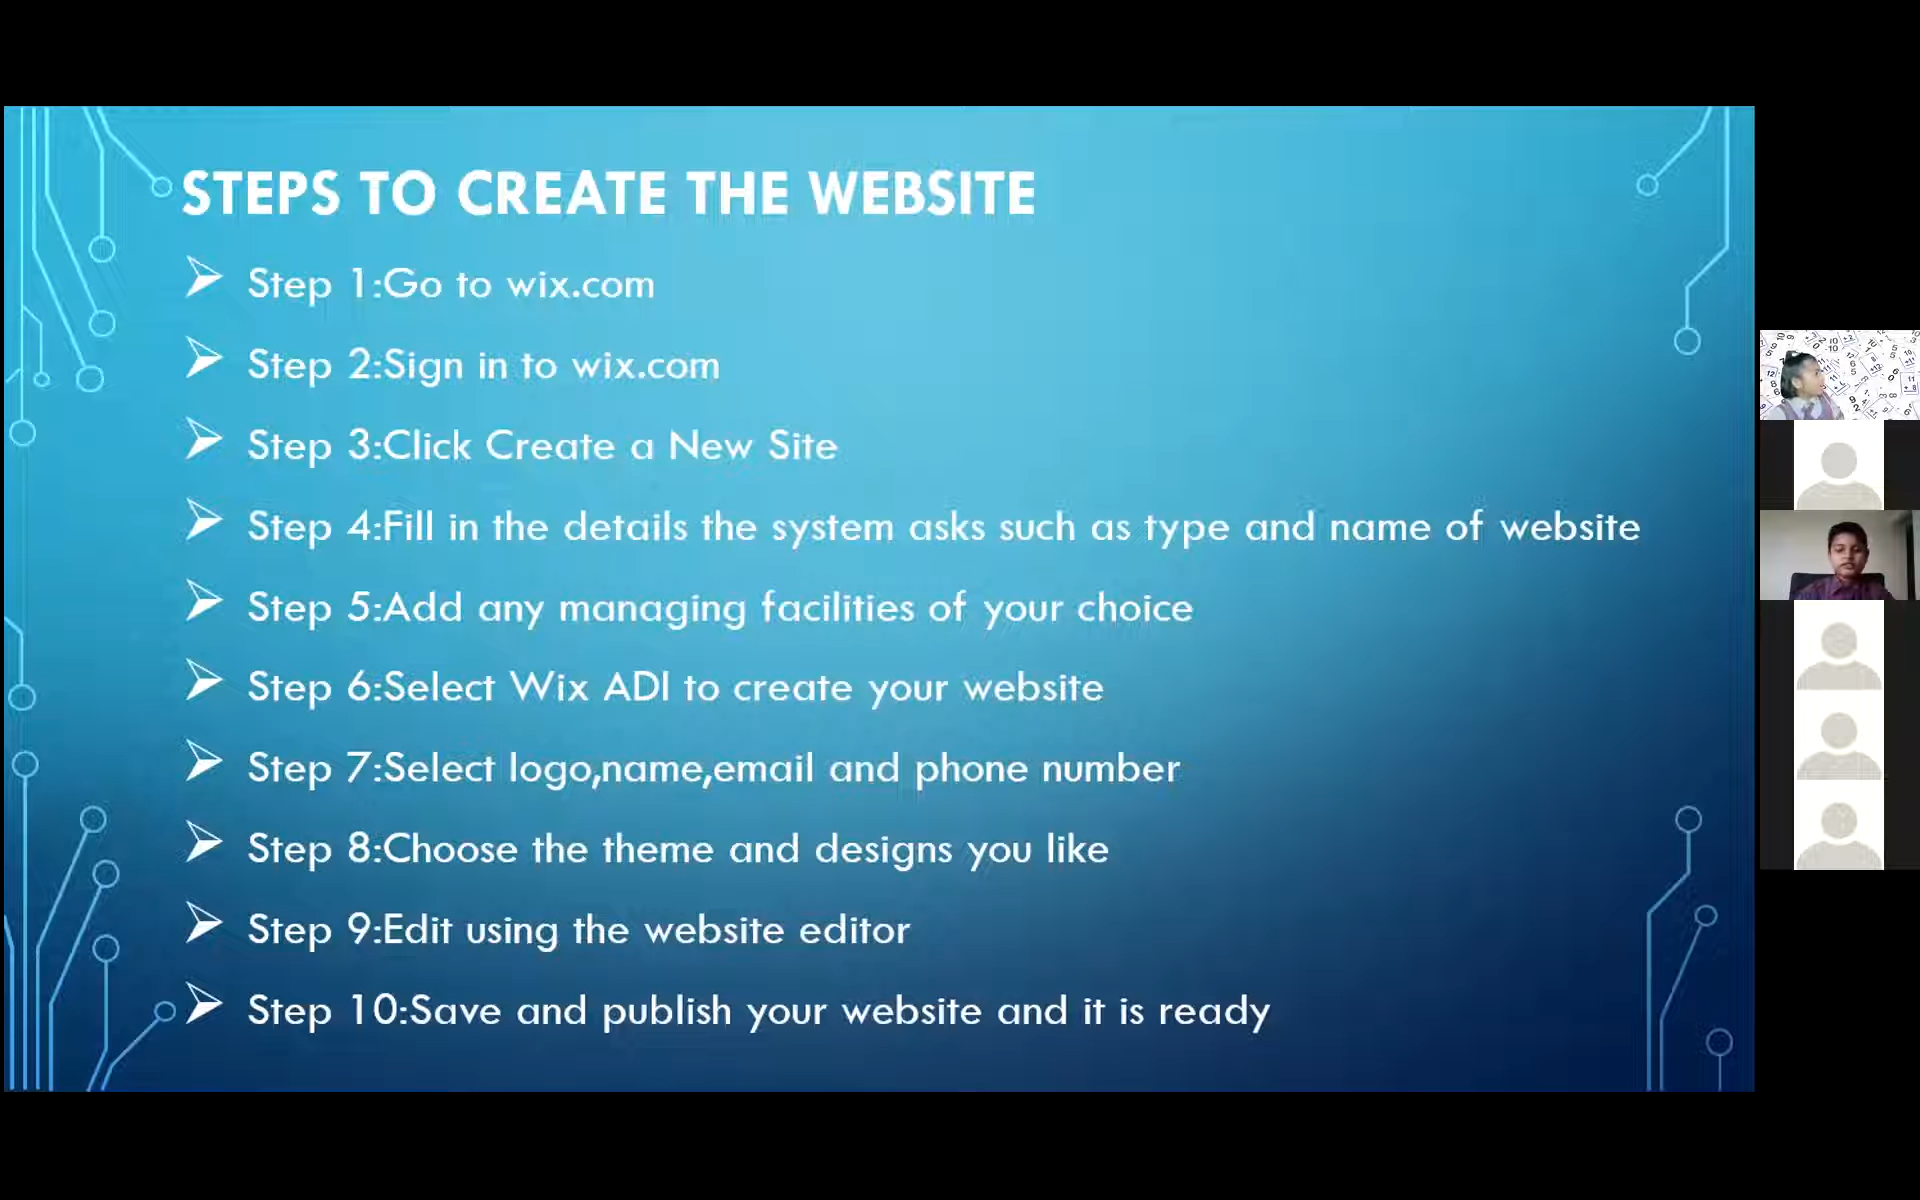 STEPS TO CREATE THE WEBSITE
Step 1:Go to wix.com
Step 2:Sign in to wix.com
Step 3:Click Create a New Site
Step 4:Fill in the details the system asks such as type and name of website
Step 5:Add any managing facilities of your choice
Step 6:Select Wix ADI to create your website
Step 7:Select logo,name,email and phone number
Step 8:Choose the theme and designs you like
Step 9:Edit using the website editor
Step 10:Save and publish your website and it is ready